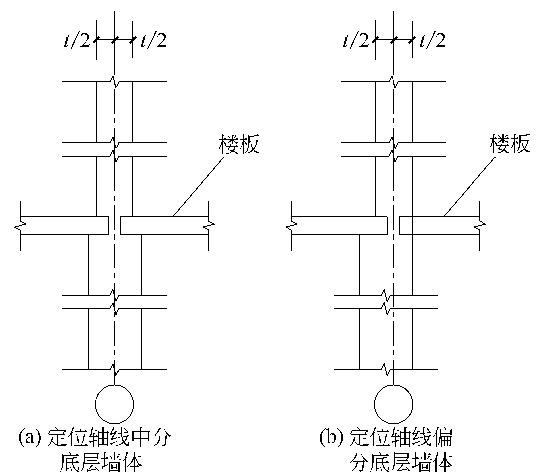 t/2 t/2
t/2 t/2
楼板
楼板
(a) 定位轴线中分
底层墙体
(b) 定位轴线偏
分底层墙体